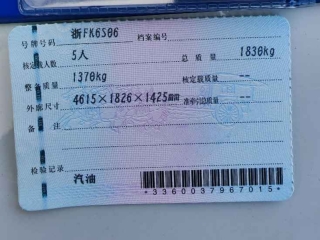 号牌号码 浙FK6506 档案编号
核定载人数 5人 总质量 1830kg
整备质量 1370kg 核定载质量 --
外廓尺寸 4615×1826×1425mm 准牵引总质量 --
备注
检验记录
汽油
*3360037967015*